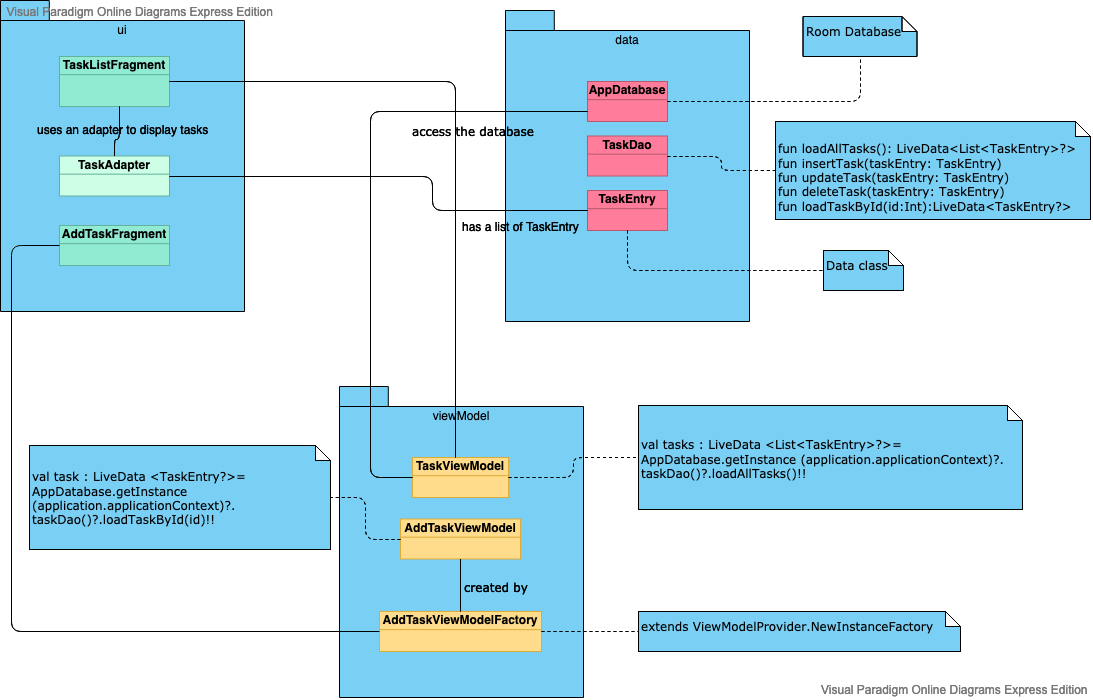 Visual Paradigm Online Diagrams Express Edition
ui
TaskListFragment
uses an adapter to display tasks
TaskAdapter
AddTaskFragment
data
AppDatabase
access the database
TaskDao
TaskEntry
has a list of TaskEntry
Room Database
fun loadAllTasks(): LiveData<List<TaskEntry>?>
fun insertTask(taskEntry: TaskEntry)
fun updateTask(taskEntry: TaskEntry)
fun deleteTask(taskEntry: TaskEntry)
fun loadTaskById(id:Int):LiveData<TaskEntry?>
Data class
viewModel
TaskViewModel
val tasks : LiveData <List<TaskEntry>?>=
AppDatabase.getInstance (application.applicationContext)?.
taskDao()?.loadAllTasks()!!
val task : LiveData <TaskEntry?>=
AppDatabase.getInstance
(application.applicationContext)?.
taskDao()?.loadTaskById(id)!!
AddTaskViewModel
created by
AddTaskViewModelFactory
extends ViewModelProvider.NewInstanceFactory
Visual Paradigm Online Diagrams Express Edition